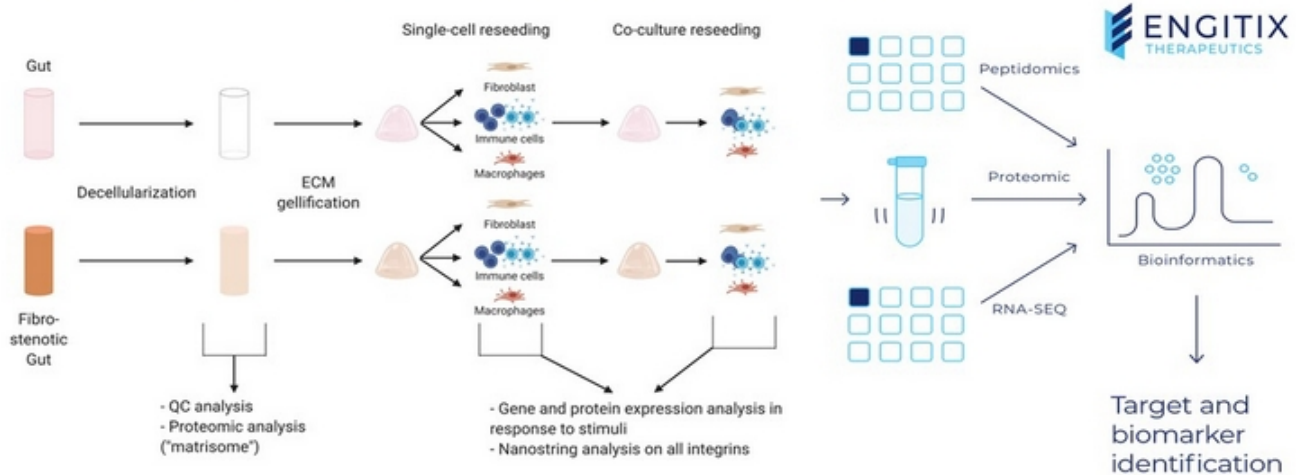 Single-cell reseeding
Co-culture reseeding
ENGITIX
THERAPEUTICS
Gut
Fibroblast
Immune cells
Macrophages
Peptidomics
Decellularization
ECM
gellification
Proteomic
Fibroblast
Immune cells
Macrophages
Bioinformatics
RNA-SEQ
Fibro-
stenotic
Gut
- QC analysis
- Proteomic analysis
("matrisome")
- Gene and protein expression analysis in
response to stimuli
- Nanostring analysis on all integrins
Target and
biomarker
identification